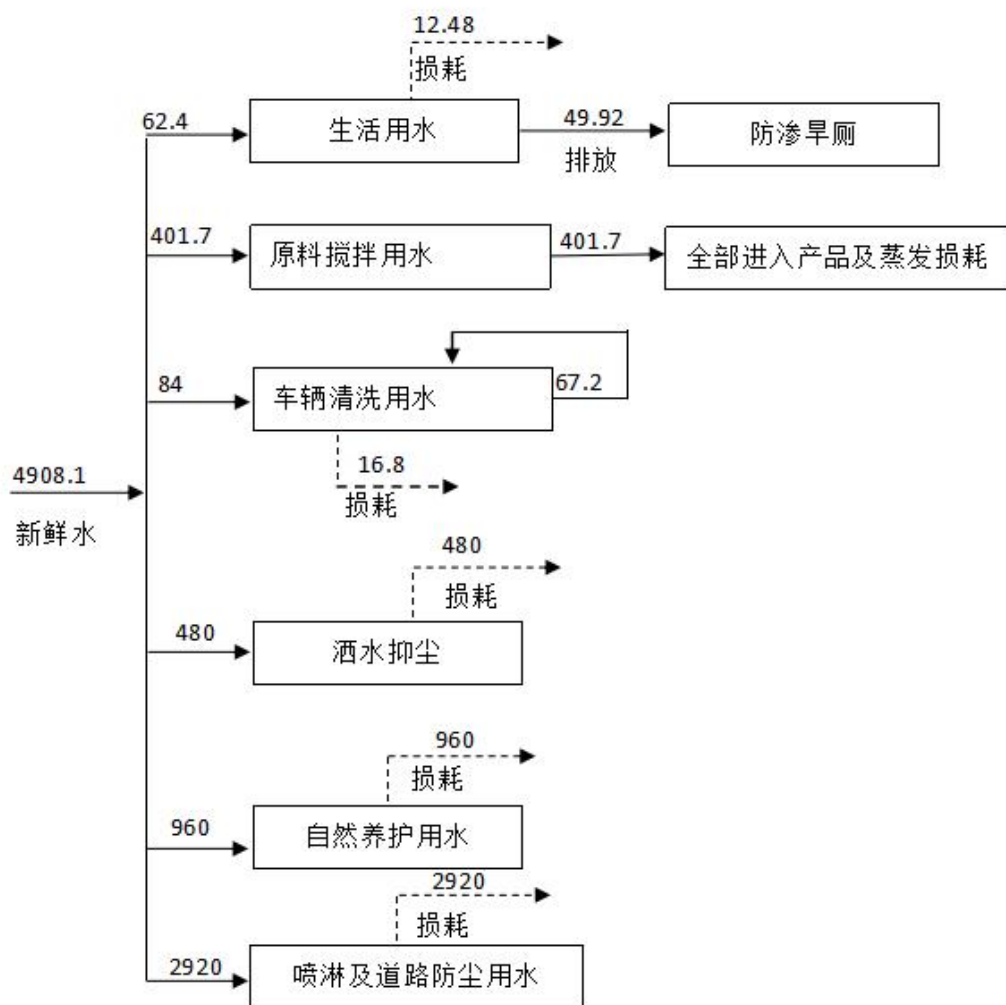 12.48
损耗
62.4
生活用水
49.92
排放
防渗旱厕
401.7
原料搅拌用水
401.7
全部进入产品及蒸发损耗
84
车辆清洗用水
67.2
16.8
损耗
4908.1
新鲜水
480
损耗
480
洒水抑尘
960
损耗
960
自然养护用水
2920
损耗
2920
喷淋及道路防尘用水